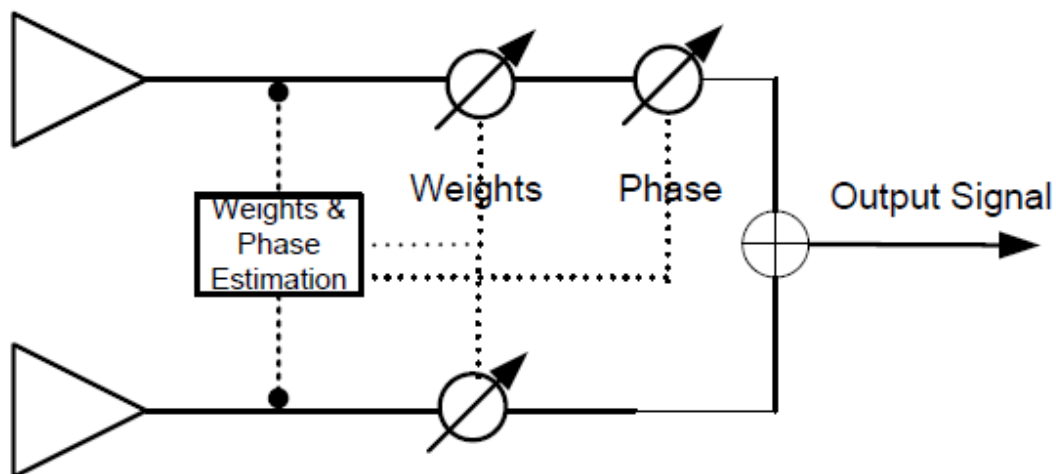 Weights
Phase
Weights &
Phase
Estimation
Output Signal